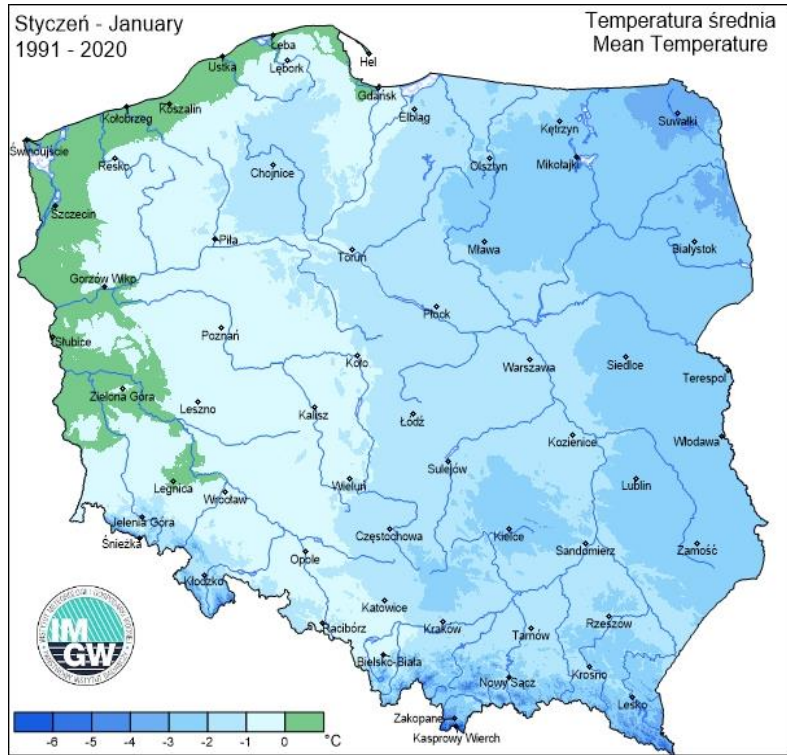 Styczeń - January
1991 - 2020
Temperatura średnia
Mean Temperature
Łeba
Hel
Ustka
Lębork
Gdańsk
Koszalin
Kołobrzeg
Elbląg
Kętrzyn
Suwałki
Świnoujście
Resko
Chojnice
Olsztyn
Mikołajki
Szczecin
Piła
Mława
Białystok
Toruń
Gorzów Wlkp.
Płock
Słubice
Poznań
Koło
Warszawa
Siedlce
Terespol
Zielona Góra
Leszno
Kalisz
Łódź
Kozienice
Włodawa
Sulejów
Legnica
Wrocław
Wieluń
Lublin
Jelenia Góra
Śnieżka
Częstochowa
Kielce
Sandomierz
Zamość
Opole
Kłodzko
Katowice
Racibórz
Kraków
Tarnów
Rzeszów
Bielsko-Biała
Nowy Sącz
Krosno
Lesko
Zakopane
Kasprowy Wierch
IM
GW
-6 -5 -4 -3 -2 -1 0 °C